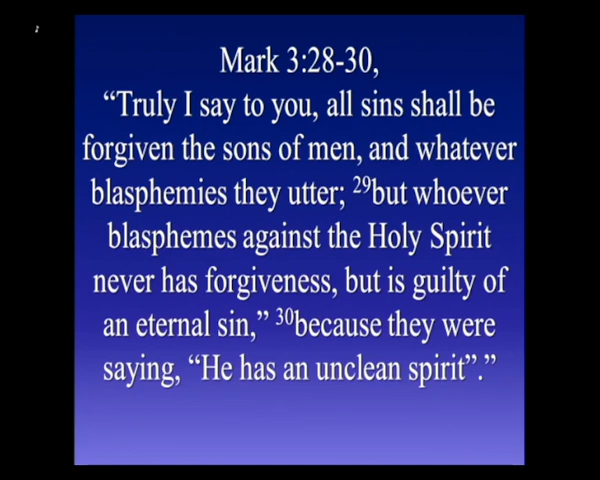 Mark 3:28-30,
“Truly I say to you, all sins shall be
forgiven the sons of men, and whatever
blasphemies they utter; 29but whoever
blasphemes against the Holy Spirit
never has forgiveness, but is guilty of
an eternal sin,” 30because they were
saying, “He has an unclean spirit”.”